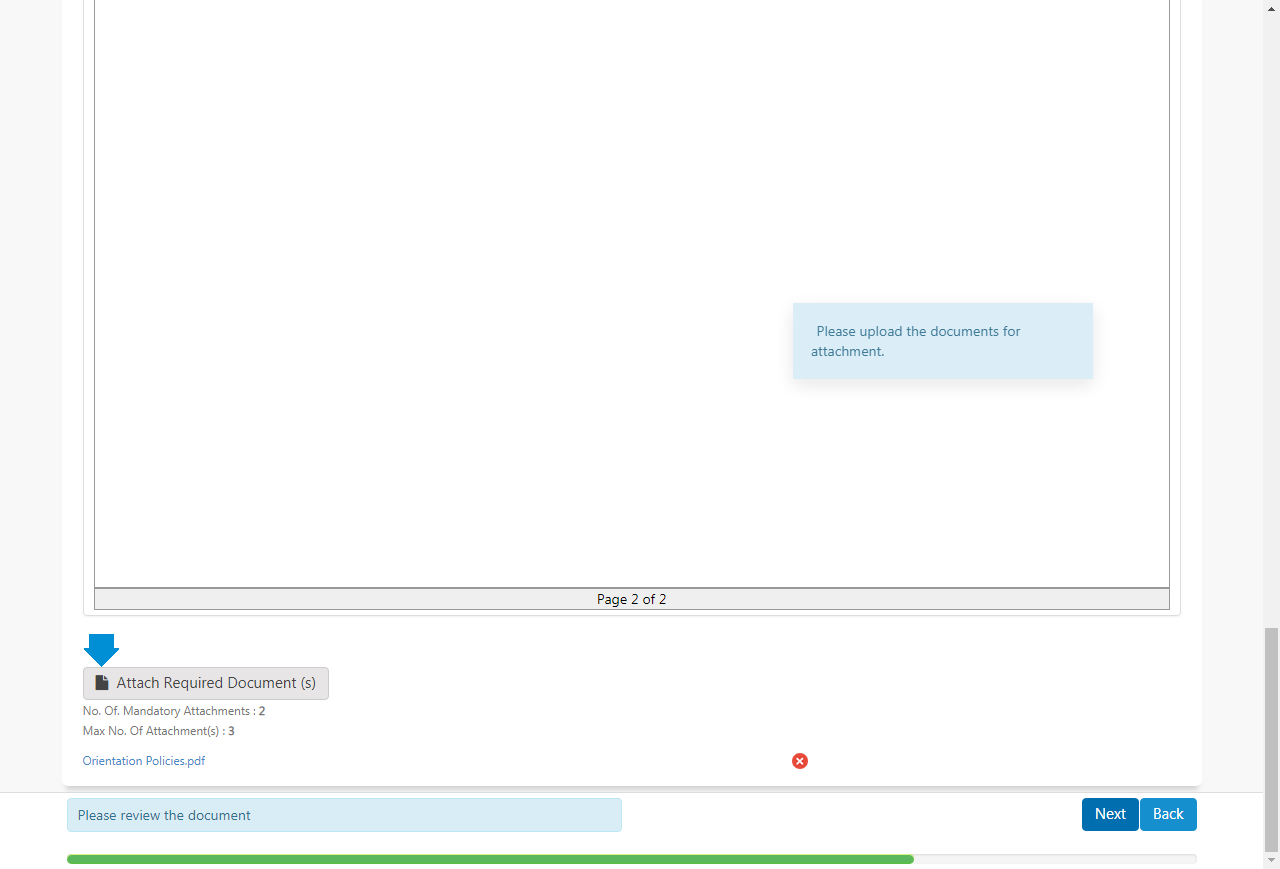 Please upload the documents for
attachment.
Page 2 of 2
Attach Required Document (s)
No. Of. Mandatory Attachments : 2
Max No. Of Attachment(s) : 3
Orientation Policies.pdf
Please review the document
Next
Back